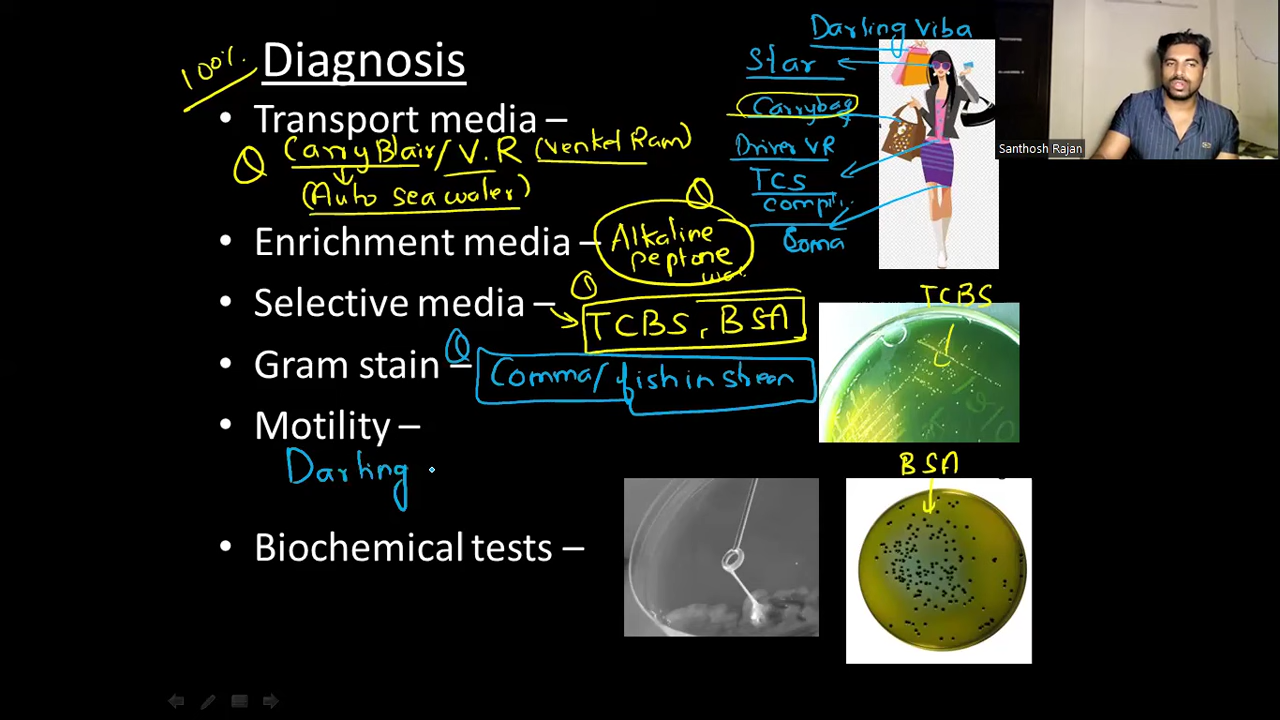 100%
Diagnosis
• Transport media –
Q Carry Blair / V.R (Venket Ram)
(Auto sea water)
• Enrichment media – Alkaline
peptone
Q
• Selective media – TCBS, BSA
• Gram stain – Comma/fish in stream
Q
• Motility –
Darling
• Biochemical tests –
Darling Viba
Star
Carrybag
Driver VR
TCS
Coma
Santhosh Rajan
TCBS
BSA